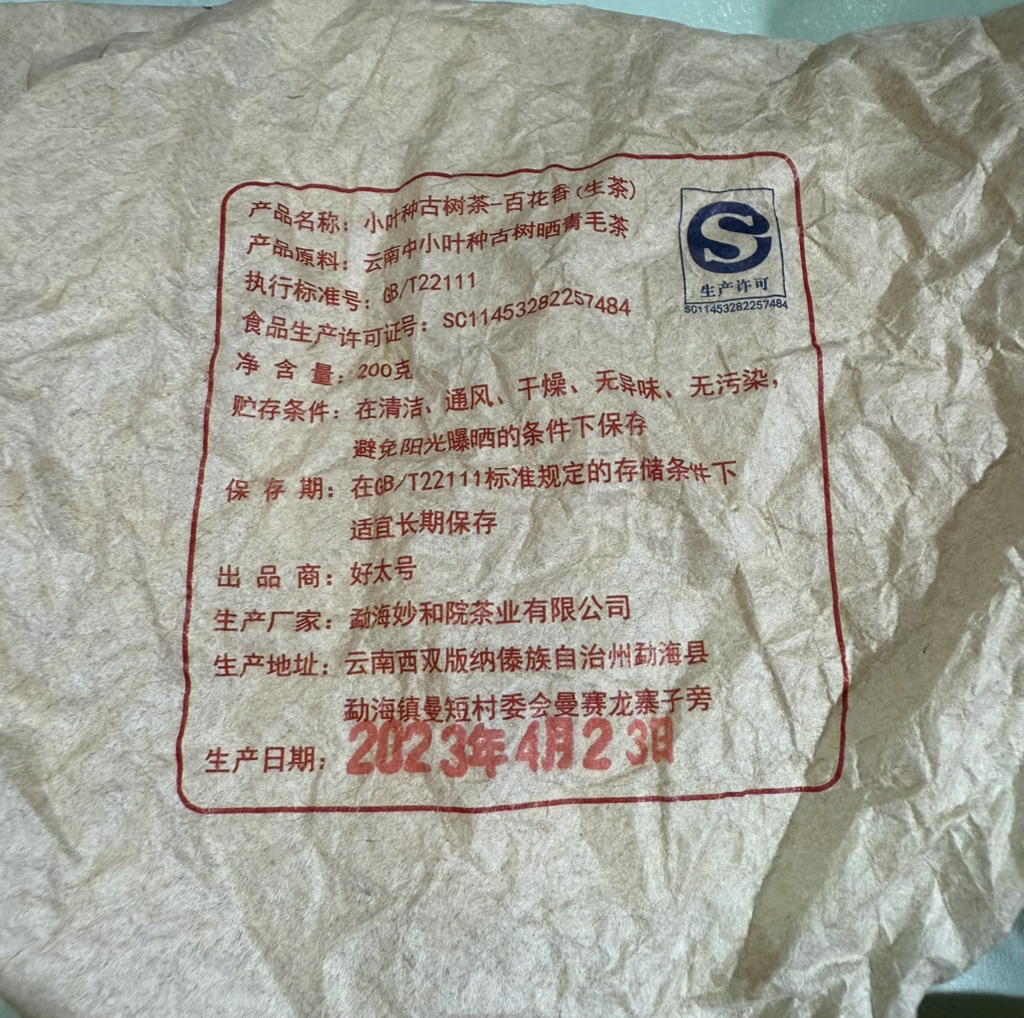 产品名称：小叶种古树茶-百花香(生茶)
产品原料：云南中小叶种古树晒青毛茶
执行标准号：GB/T22111
食品生产许可证号：SC11453282257484
净含量：200克
贮存条件：在清洁、通风、干燥、无异味、无污染，
避免阳光曝晒的条件下保存
保存期：在GB/T22111标准规定的存储条件下
适宜长期保存
出品商：好太号
生产厂家：勐海妙和院茶业有限公司
生产地址：云南西双版纳傣族自治州勐海县
勐海镇曼短村委会曼赛龙寨子旁
生产日期：2023年4月23日
S
生产许可
SC11453282257484